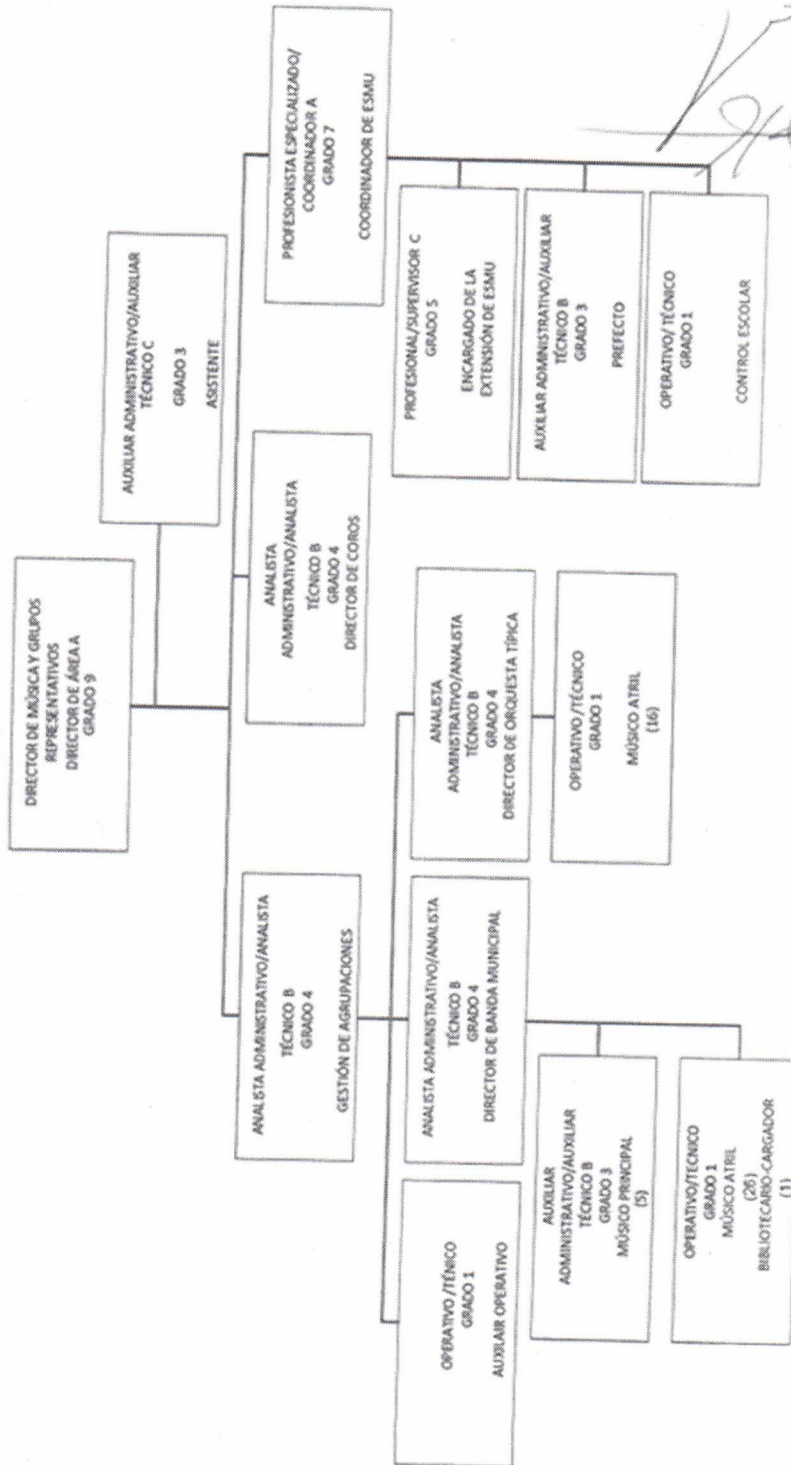 DIRECTOR DE MÚSICA Y GRUPOS
REPRESENTATIVOS
DIRECTOR DE ÁREA A
GRADO 9
AUXILIAR ADMINISTRATIVO/AUXILIAR
TÉCNICO C
GRADO 3
ASISTENTE
ANALISTA ADMINISTRATIVO/ANALISTA
TÉCNICO B
GRADO 4
GESTIÓN DE AGRUPACIONES
ANALISTA
ADMINISTRATIVO/ANALISTA
TÉCNICO B
GRADO 4
DIRECTOR DE COROS
PROFESIONISTA ESPECIALIZADO/
COORDINADOR A
GRADO 7
COORDINADOR DE ESMU
OPERATIVO /TÉNICO
GRADO 1
AUXILAIR OPERATIVO
ANALISTA ADMINISTRATIVO/ANALISTA
TÉCNICO B
GRADO 4
DIRECTOR DE BANDA MUNICIPAL
ANALISTA
ADMINISTRATIVO/ANALISTA
TÉCNICO B
GRADO 4
DIRECTOR DE ORQUESTA TÍPICA
PROFESIONAL/SUPERVISOR C
GRADO 5
ENCARGADO DE LA
EXTENSIÓN DE ESMU
AUXILIAR ADMINISTRATIVO/AUXILIAR
TÉCNICO B
GRADO 3
PREFECTO
OPERATIVO/ TÉCNICO
GRADO 1
CONTROL ESCOLAR
AUXILIAR
ADMINISTRATIVO/AUXILIAR
TÉCNICO B
GRADO 3
MÚSICO PRINCIPAL
(5)
OPERATIVO /TÉCNICO
GRADO 1
MÚSICO ATRIL
(16)
OPERATIVO/TECNICO
GRADO 1
MÚSICO ATRIL
(26)
BIBLIOTECARIO-CARGADOR
(1)